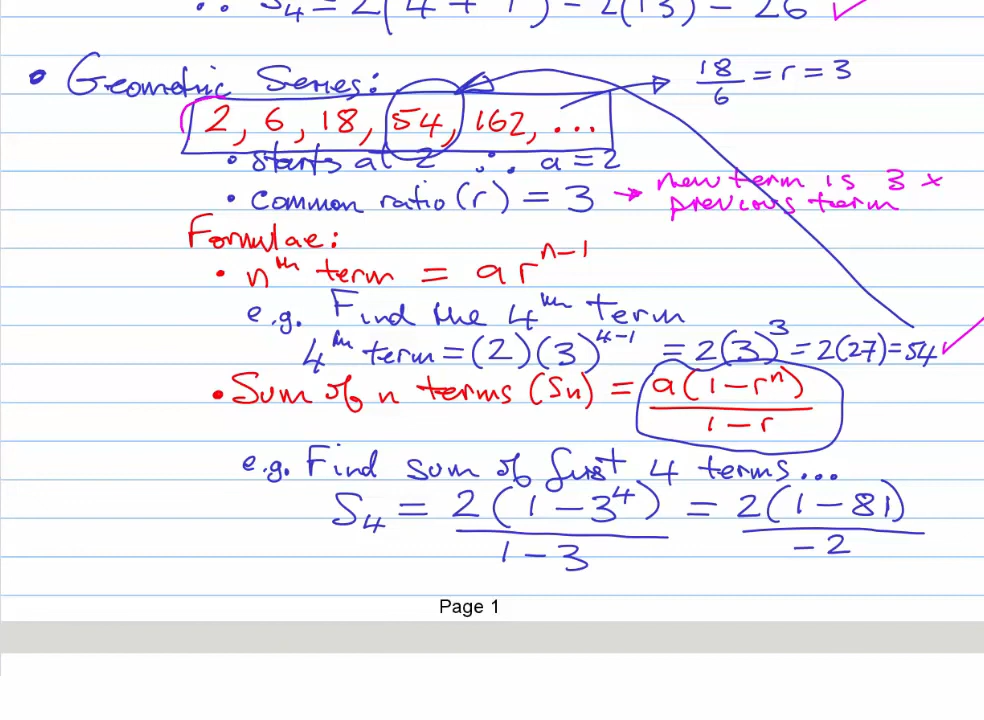 ∴ S4 = 2(4 + 9) = 2(13) = 26 ✓
• Geometric Series:
18/6 = r = 3
2, 6, 18, 54, 162, ...
• starts at 2 ∴ a = 2
• common ratio (r) = 3 → new term is 3 × previous term
Formulae:
• nth term = ar^(n-1)
e.g. Find the 4th term
4th term = (2)(3)^(4-1) = 2(3)^3 = 2(27) = 54 ✓
• Sum of n terms (Sn) = a(1-r^n)/(1-r)
e.g. Find sum of first 4 terms...
S4 = 2(1-3^4)/(1-3) = 2(1-81)/-2
Page 1